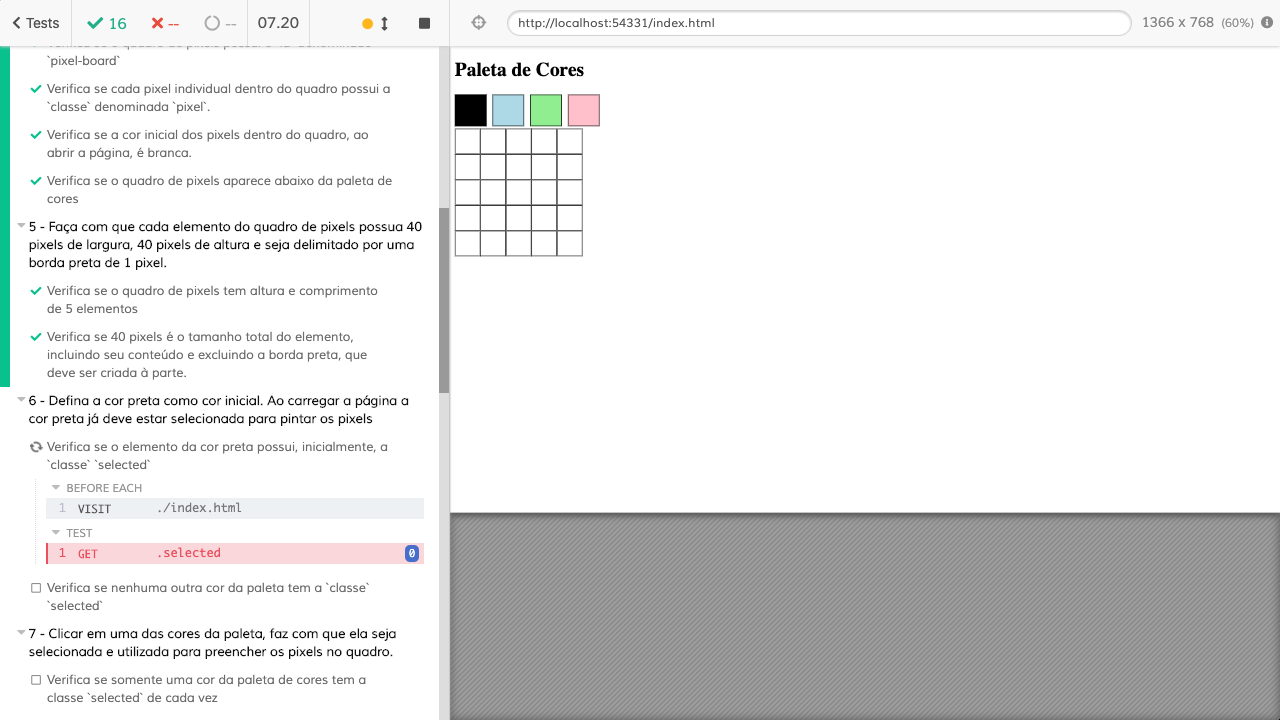 Tests
16
--
--
07.20
http://localhost:54331/index.html
1366 x 768 (60%)
`pixel-board`
Verifica se cada pixel individual dentro do quadro possui a
`classe` denominada `pixel`.
Verifica se a cor inicial dos pixels dentro do quadro, ao
abrir a página, é branca.
Verifica se o quadro de pixels aparece abaixo da paleta de
cores
5 - Faça com que cada elemento do quadro de pixels possua 40
pixels de largura, 40 pixels de altura e seja delimitado por uma
borda preta de 1 pixel.
Verifica se o quadro de pixels tem altura e comprimento
de 5 elementos
Verifica se 40 pixels é o tamanho total do elemento,
incluindo seu conteúdo e excluindo a borda preta, que
deve ser criada à parte.
6 - Defina a cor preta como cor inicial. Ao carregar a página a
cor preta já deve estar selecionada para pintar os pixels
Verifica se o elemento da cor preta possui, inicialmente, a
`classe` `selected`
BEFORE EACH
1 VISIT ./index.html
TEST
1 GET .selected 0
Verifica se nenhuma outra cor da paleta tem a `classe`
`selected`
7 - Clicar em uma das cores da paleta, faz com que ela seja
selecionada e utilizada para preencher os pixels no quadro.
Verifica se somente uma cor da paleta de cores tem a
classe `selected` de cada vez
Paleta de Cores